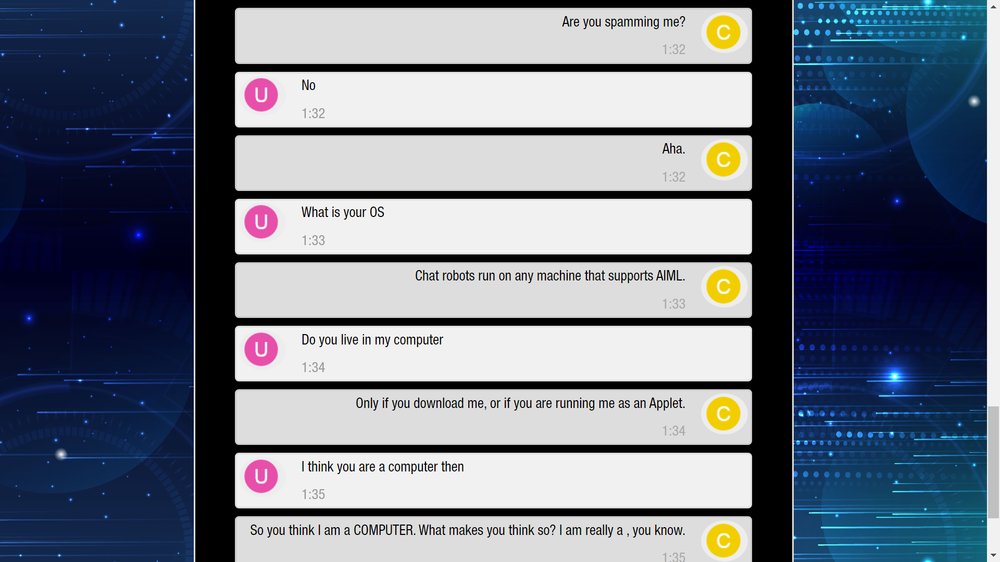 Are you spamming me?
C
1:32
U
No
1:32
Aha.
C
1:32
U
What is your OS
1:33
Chat robots run on any machine that supports AIML.
C
1:33
U
Do you live in my computer
1:34
Only if you download me, or if you are running me as an Applet.
C
1:34
U
I think you are a computer then
1:35
So you think I am a COMPUTER. What makes you think so? I am really a , you know.
C
1:35